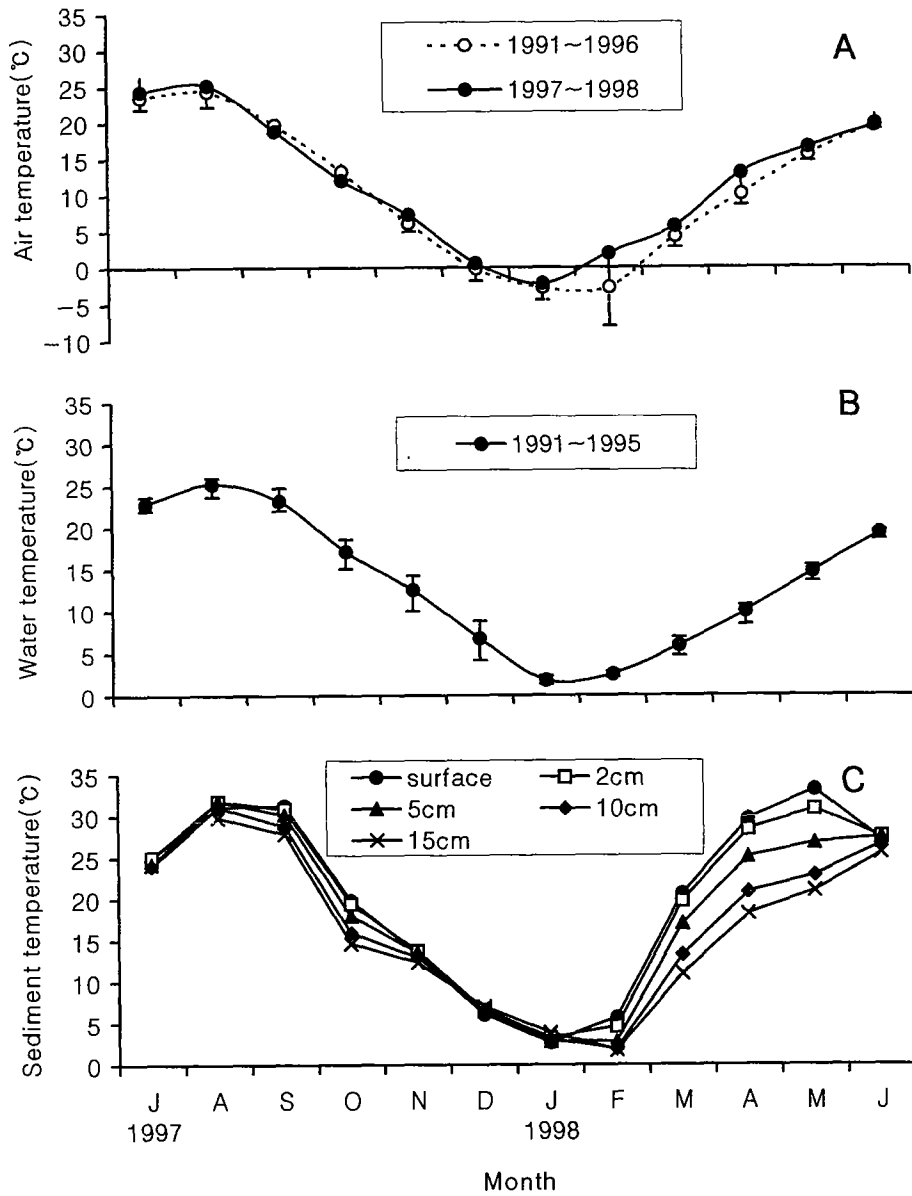 A
1991~1996
1997~1998
Air temperature(℃)
35
30
25
20
15
10
5
0
−5
−10
B
1991~1995
Water temperature(℃)
35
30
25
20
15
10
5
0
C
surface
2cm
5cm
10cm
15cm
Sediment temperature(℃)
35
30
25
20
15
10
5
0
J A S O N D J F M A M J
1997 1998
Month